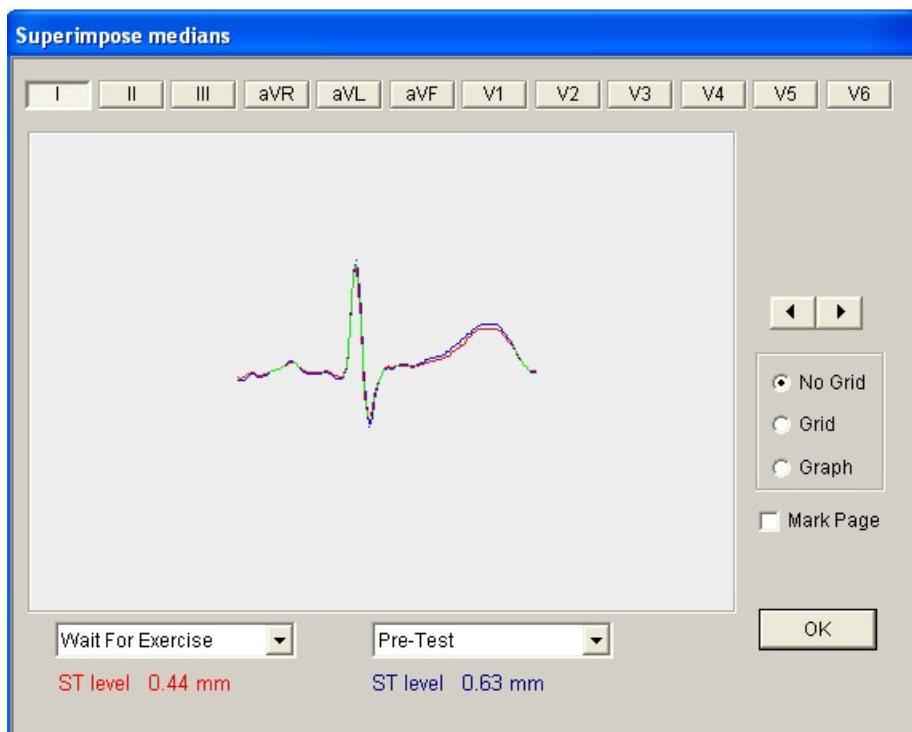 Superimpose medians
I II III aVR aVL aVF V1 V2 V3 V4 V5 V6
No Grid
Grid
Graph
Mark Page
Wait For Exercise Pre-Test OK
ST level 0.44 mm ST level 0.63 mm